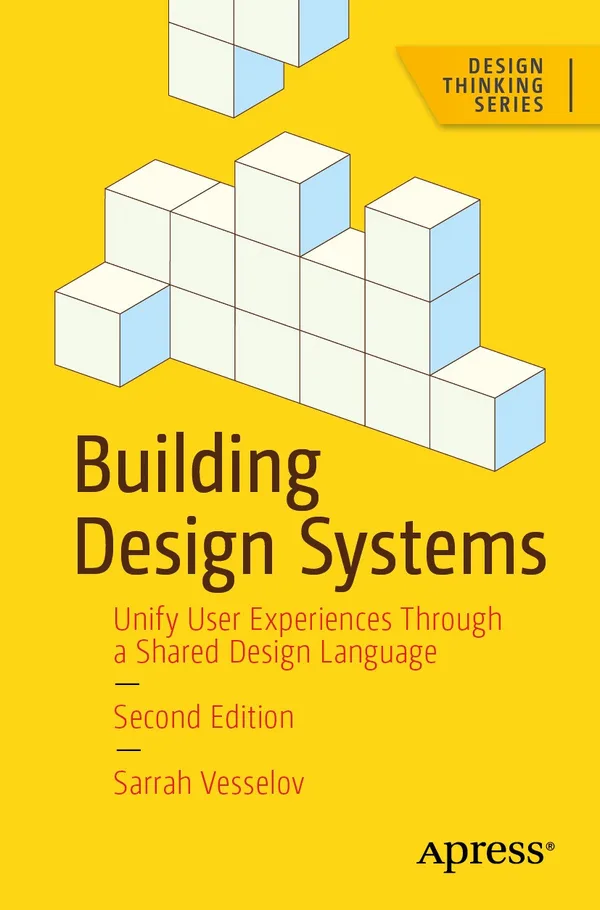 DESIGN
THINKING
SERIES
Building
Design Systems
Unify User Experiences Through
a Shared Design Language
—
Second Edition
—
Sarrah Vesselov
Apress®